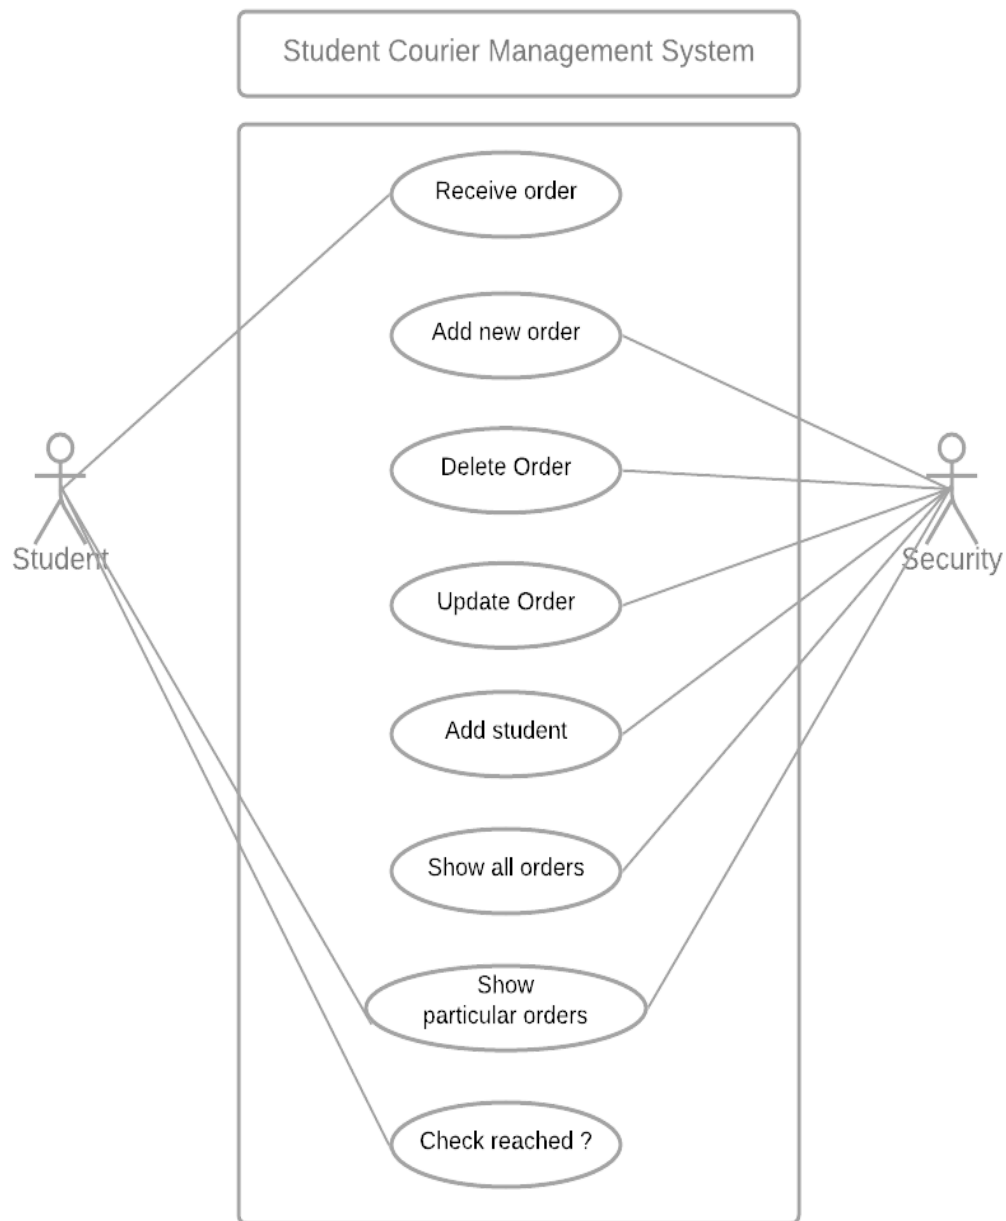 Student Courier Management System
Receive order
Add new order
Delete Order
Student
Security
Update Order
Add student
Show all orders
Show
particular orders
Check reached ?